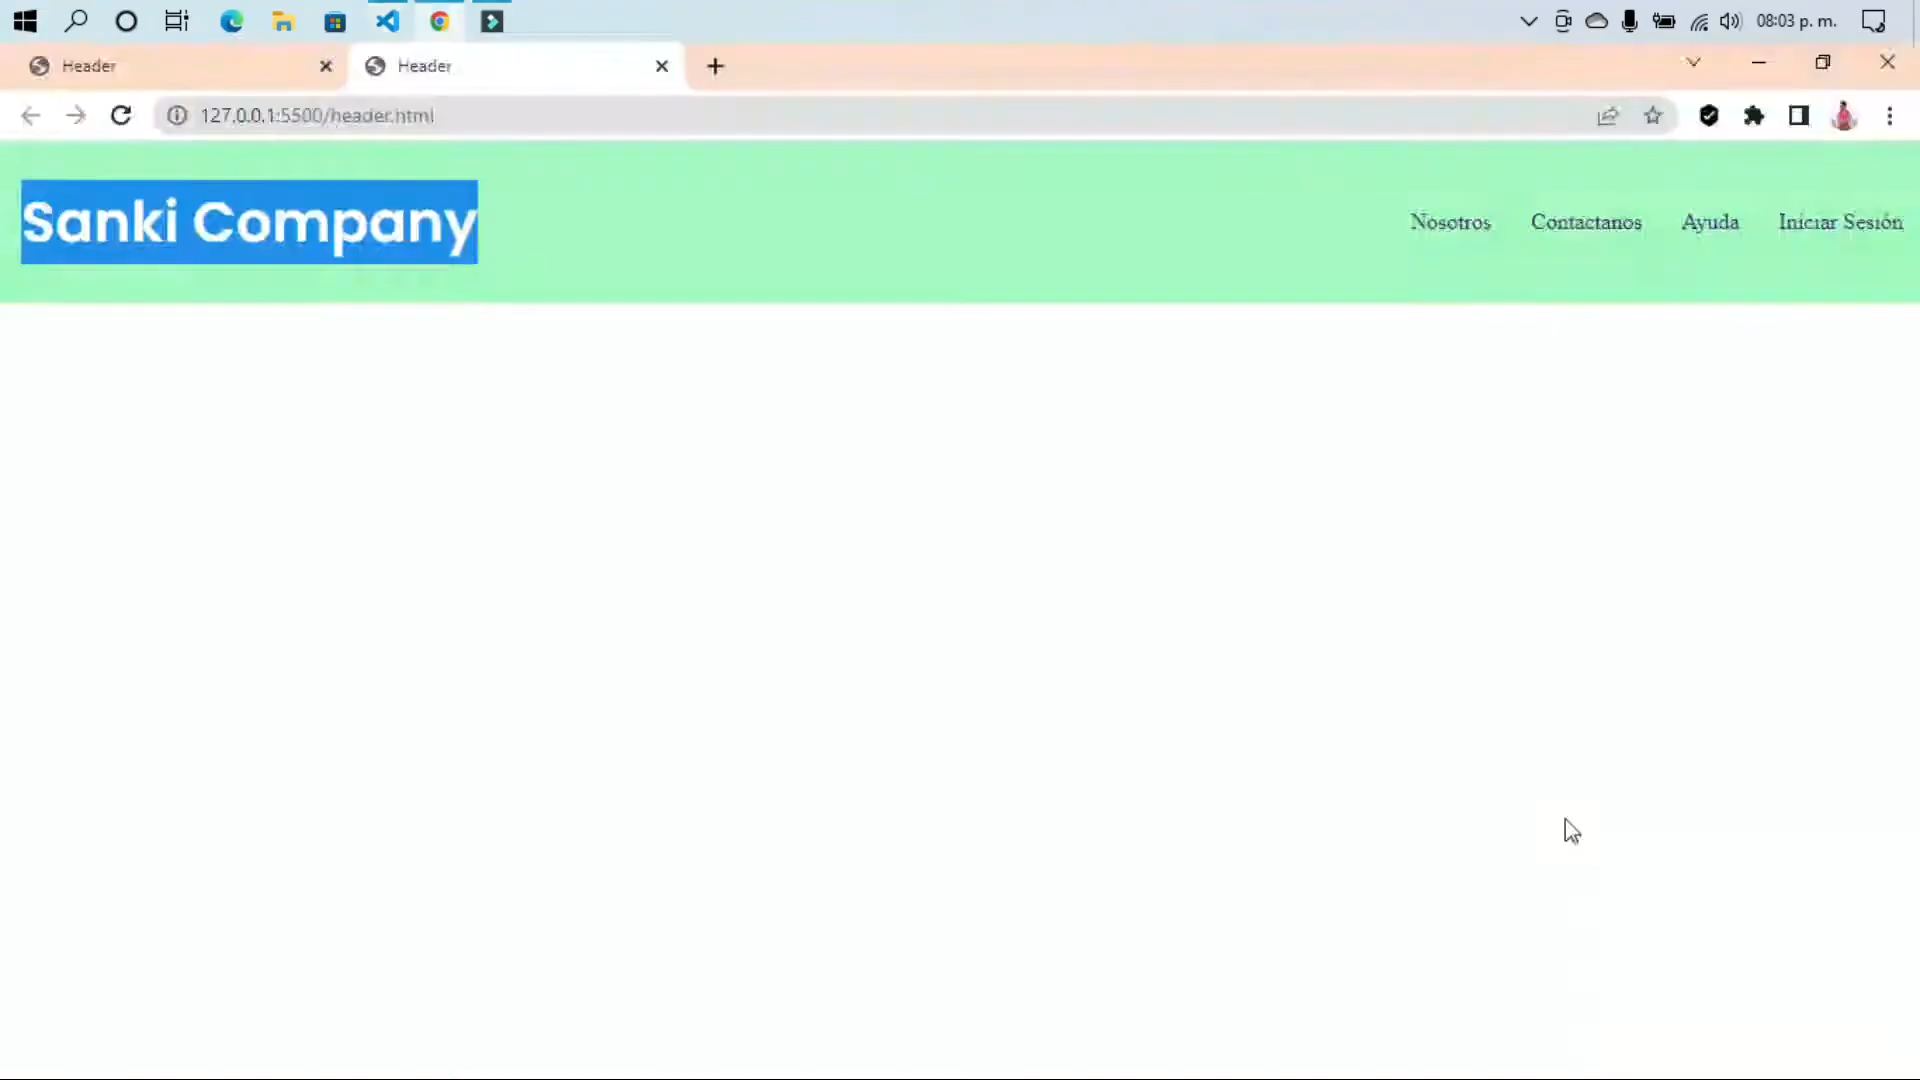 08:03 p. m.
Header
Header
127.0.0.1:5500/header.html
Sanki Company
Nosotros Contactanos Ayuda Iniciar Sesión